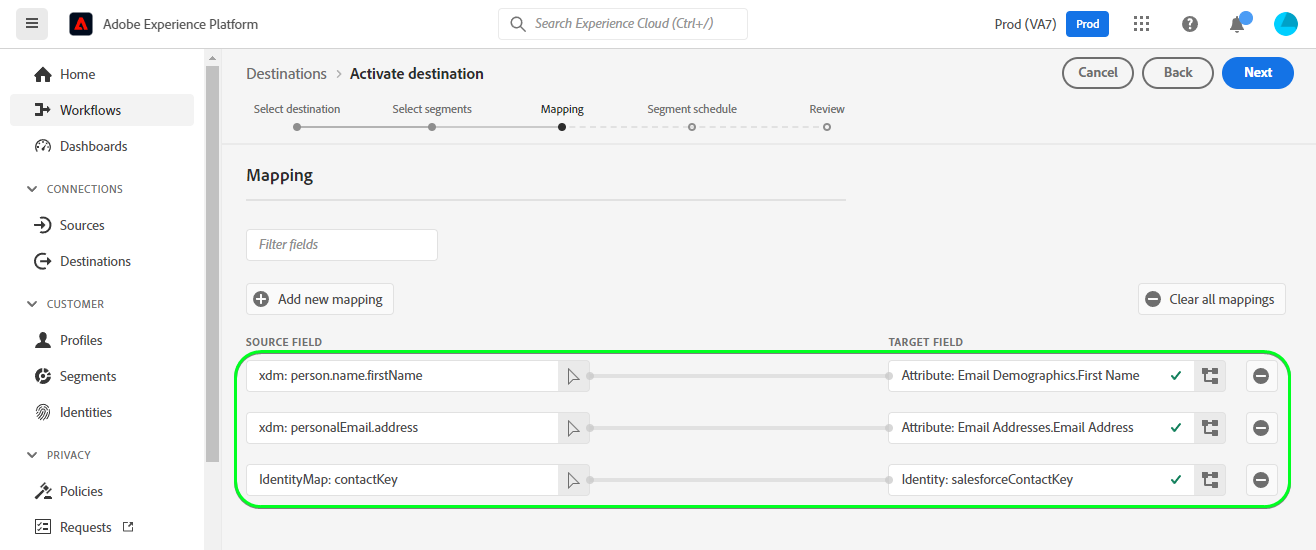 Adobe Experience Platform
Search Experience Cloud (Ctrl+/)
Prod (VA7)
Prod
Home
Workflows
Dashboards
CONNECTIONS
Sources
Destinations
CUSTOMER
Profiles
Segments
Identities
PRIVACY
Policies
Requests
Destinations > Activate destination
Cancel
Back
Next
Select destination
Select segments
Mapping
Segment schedule
Review
Mapping
Filter fields
Add new mapping
Clear all mappings
SOURCE FIELD
TARGET FIELD
xdm: person.name.firstName
Attribute: Email Demographics.First Name
xdm: personalEmail.address
Attribute: Email Addresses.Email Address
IdentityMap: contactKey
Identity: salesforceContactKey